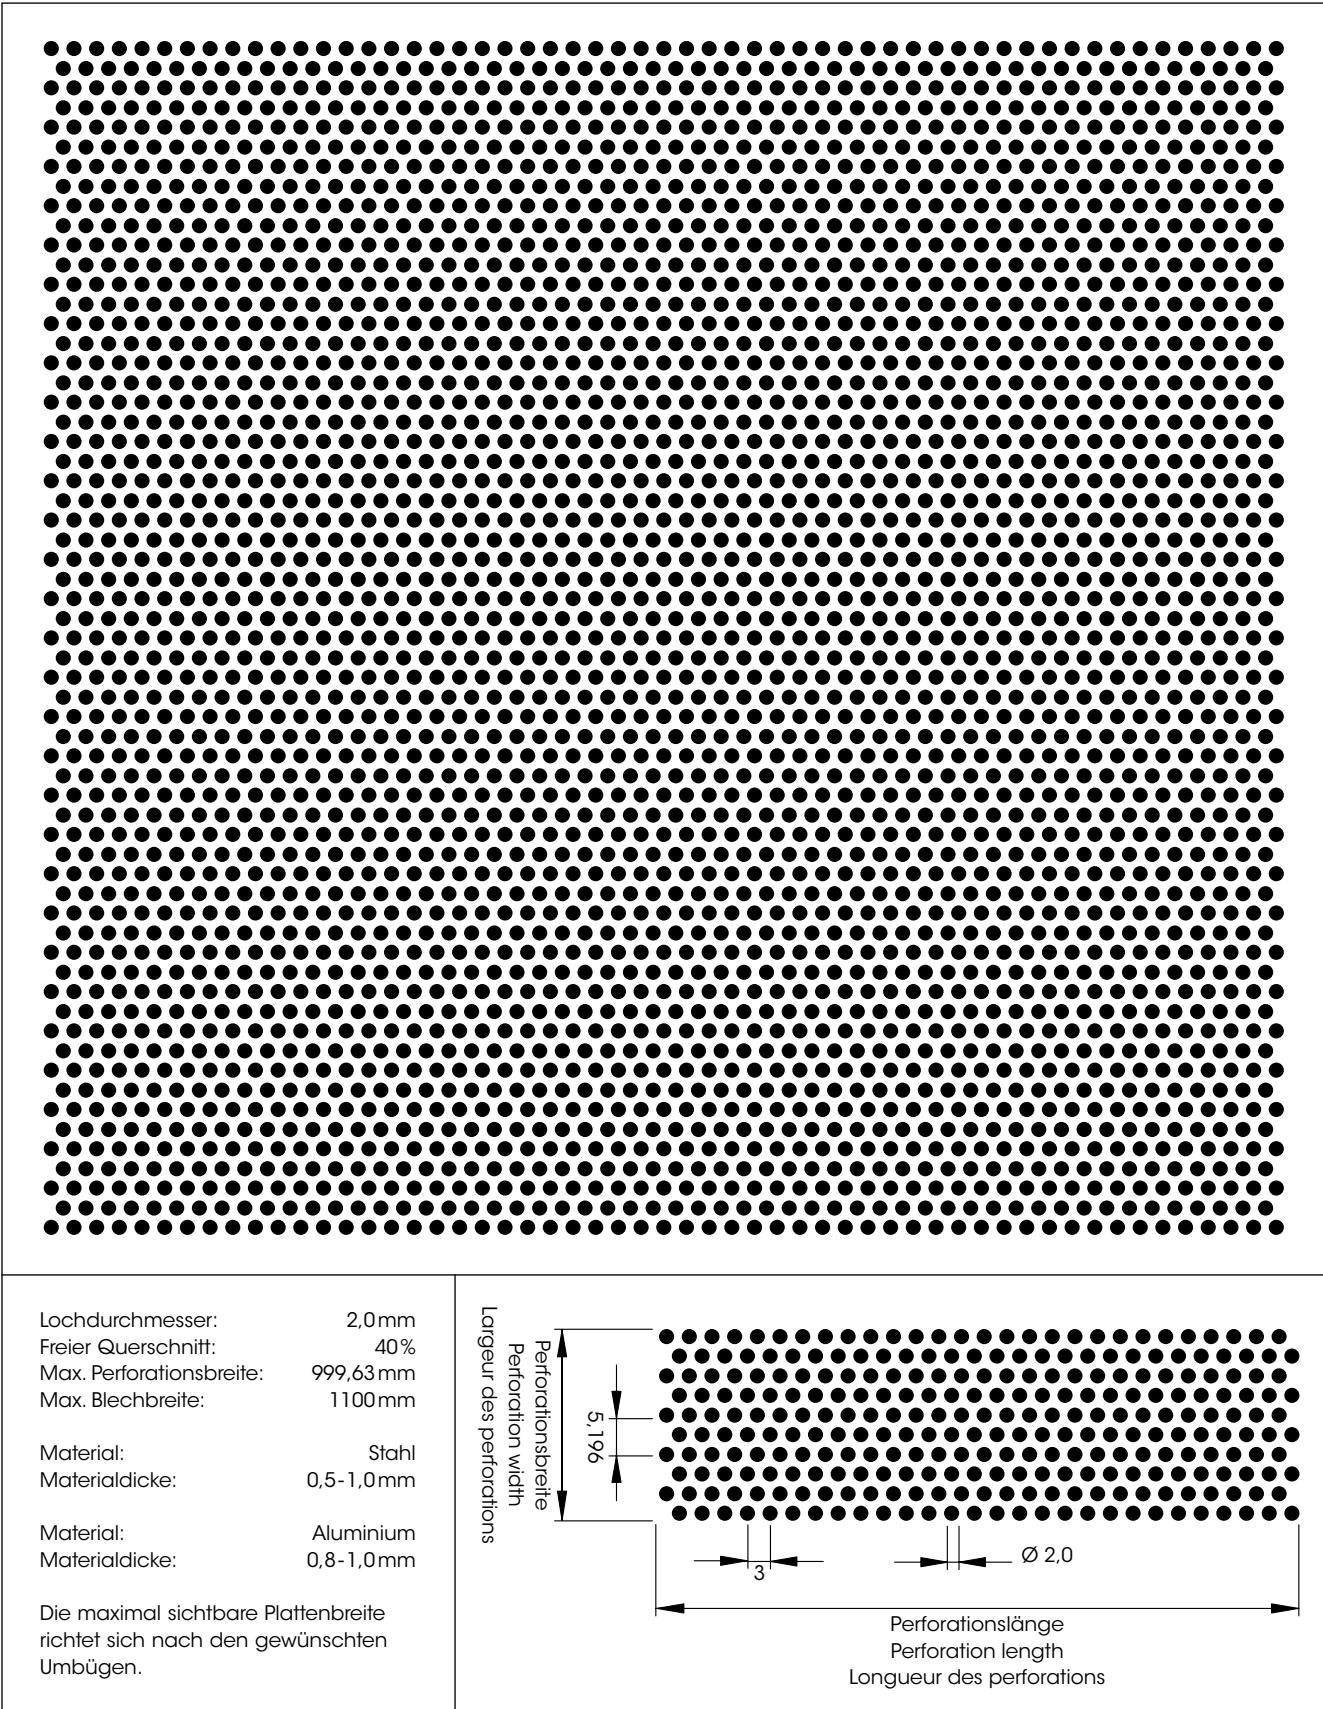 Lochdurchmesser: 2,0 mm
Freier Querschnitt: 40 %
Max. Perforationsbreite: 999,63 mm
Max. Blechbreite: 1100 mm
Material: Stahl
Materialdicke: 0,5 - 1,0 mm
Material: Aluminium
Materialdicke: 0,8 - 1,0 mm
Die maximal sichtbare Plattenbreite
richtet sich nach den gewünschten
Umbügen.
Perforationsbreite
Perforation width
Largeur des perforations
5,196
3
Ø 2,0
Perforationslänge
Perforation length
Longueur des perforations